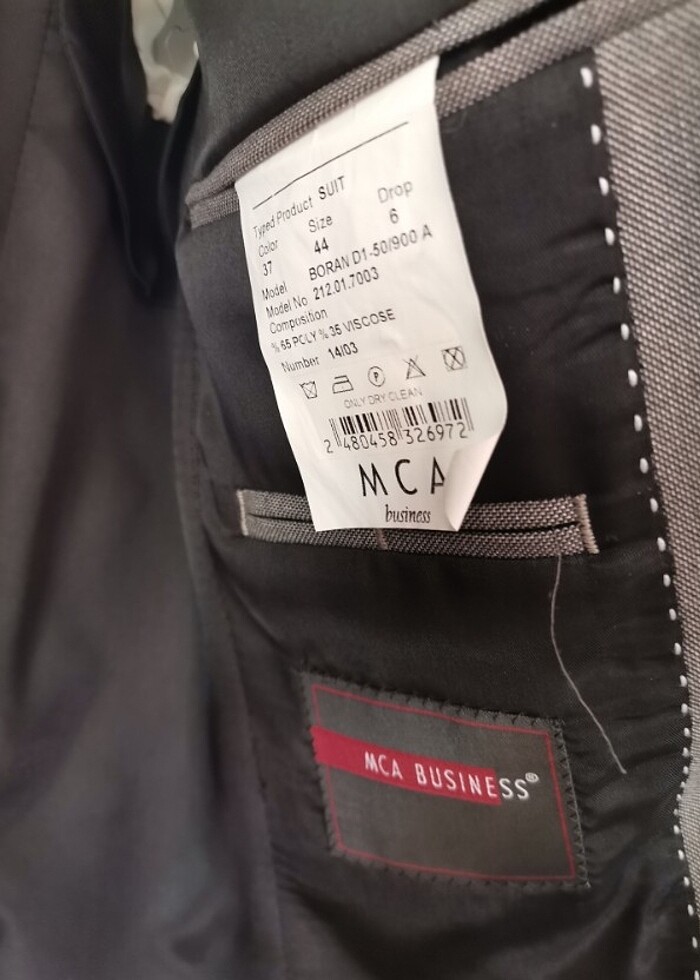 Typed Product SUIT
Color Size Drop
37 44 6
Model BORAN D1-50/900 A
Model No 212.01.7003
Composition
% 65 POLY % 35 VISCOSE
Number 14/03
P
ONLY DRY CLEAN
2 480458 326972
MCA
business
MCA BUSINESS®